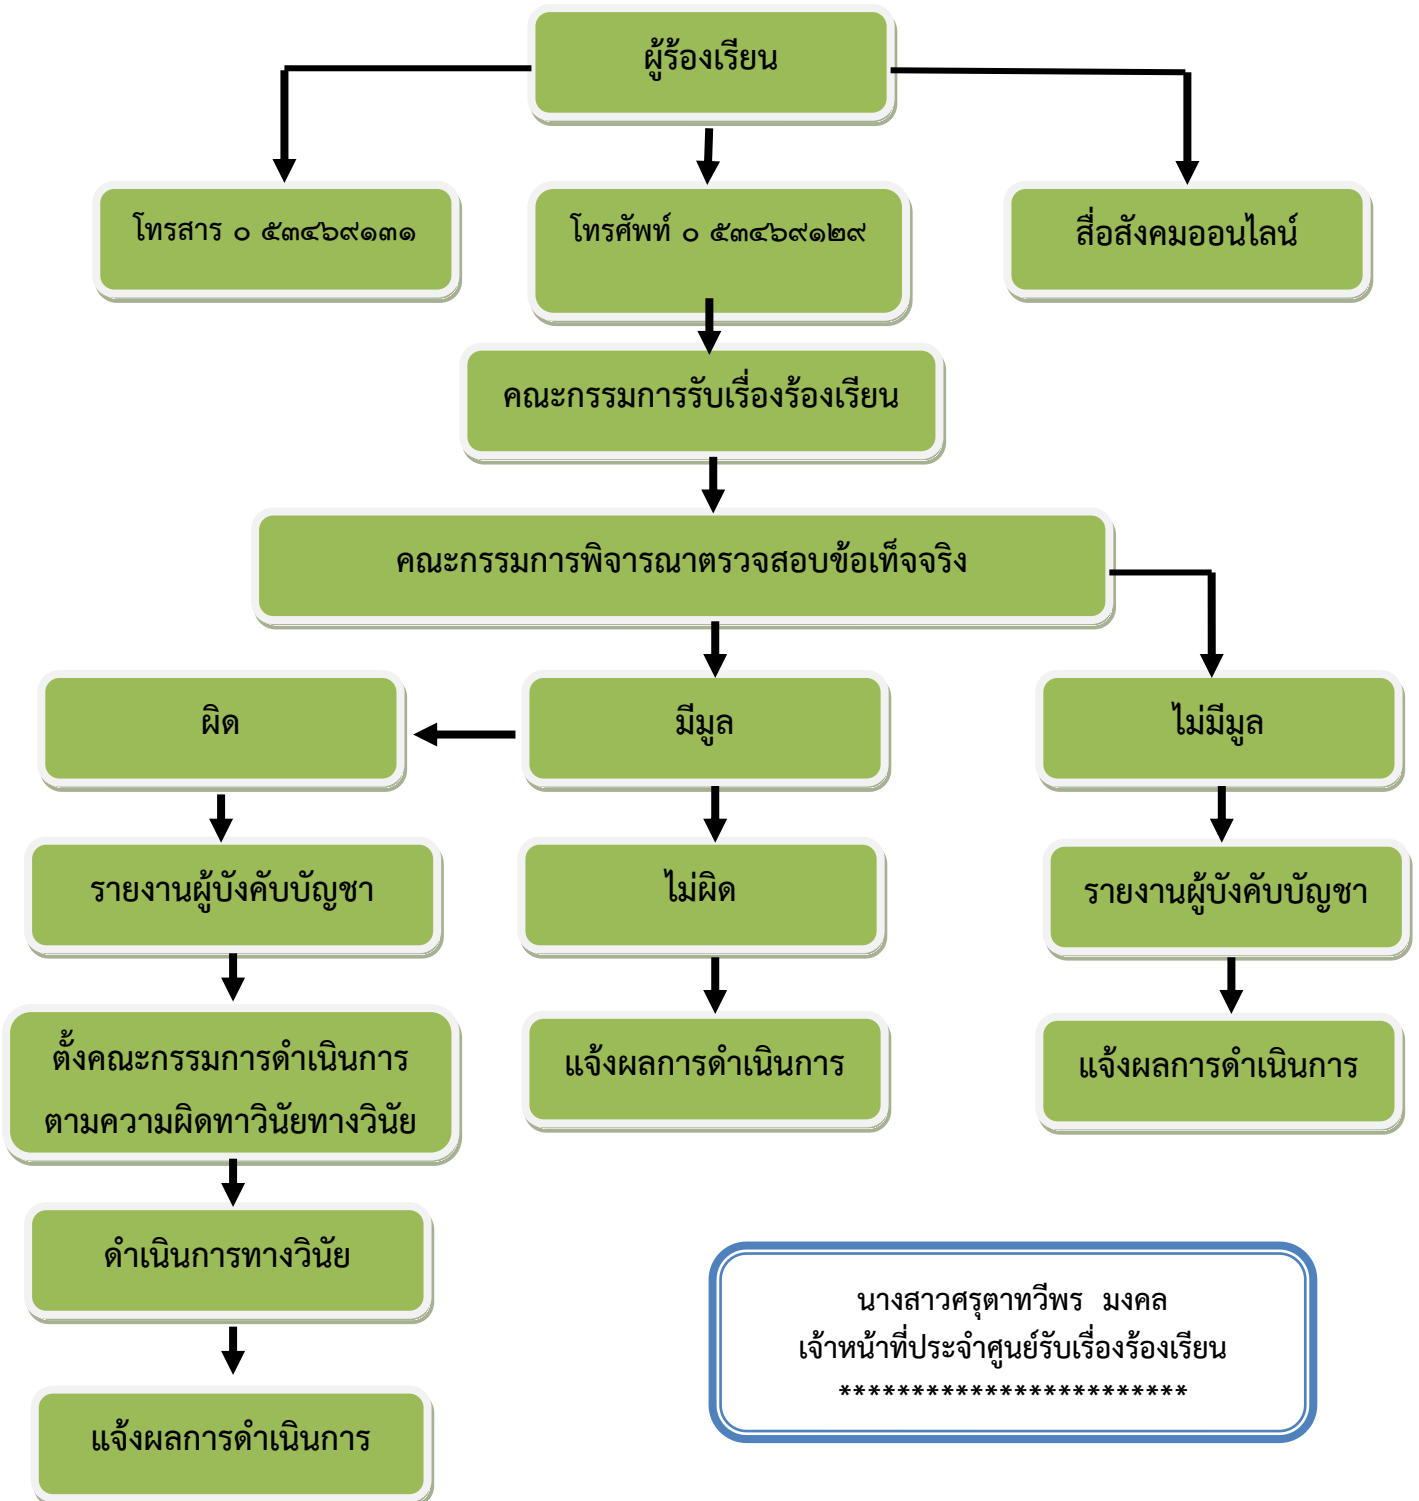 ผู้ร้องเรียน
โทรสาร ๐ ๕๓๔๖๙๑๓๑
โทรศัพท์ ๐ ๕๓๔๖๙๑๒๙
สื่อสังคมออนไลน์
คณะกรรมการรับเรื่องร้องเรียน
คณะกรรมการพิจารณาตรวจสอบข้อเท็จจริง
ผิด
มีมูล
ไม่มีมูล
รายงานผู้บังคับบัญชา
ไม่ผิด
รายงานผู้บังคับบัญชา
ตั้งคณะกรรมการดำเนินการ
ตามความผิดทาวินัยทางวินัย
แจ้งผลการดำเนินการ
แจ้งผลการดำเนินการ
ดำเนินการทางวินัย
แจ้งผลการดำเนินการ
นางสาวศรุตาทวีพร  มงคล
เจ้าหน้าที่ประจำศูนย์รับเรื่องร้องเรียน
************************